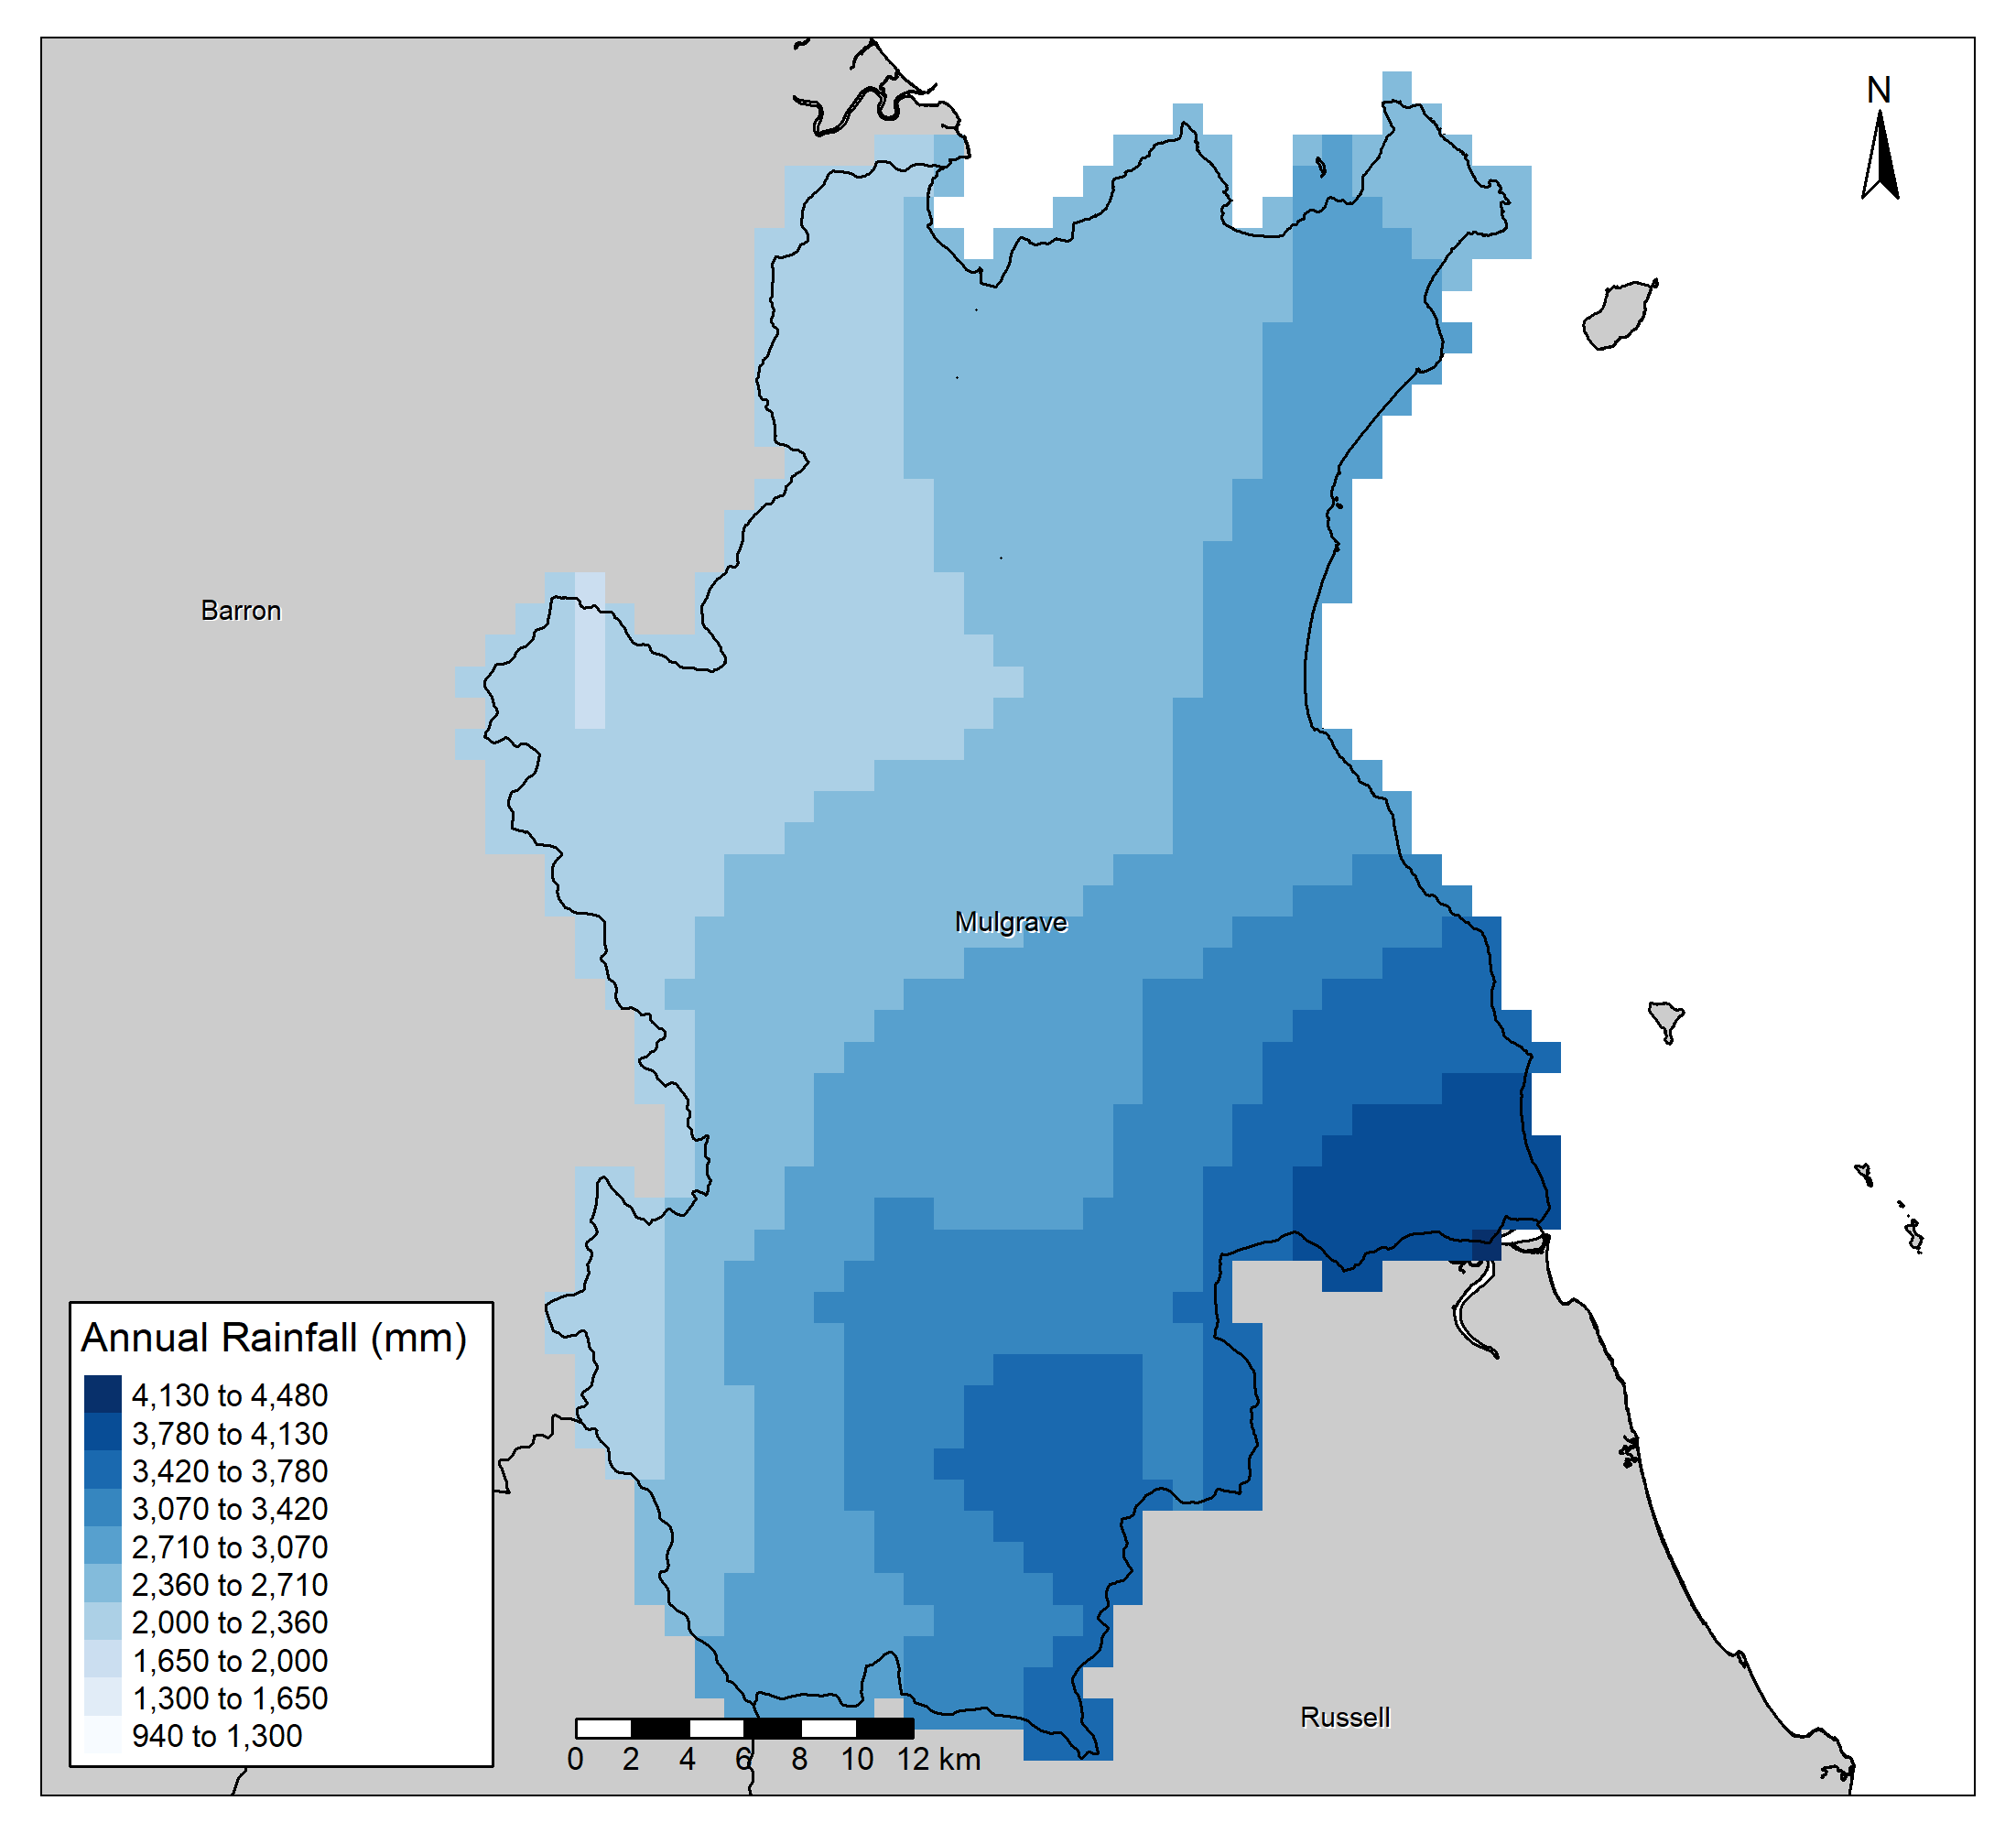 N
Barron
Mulgrave
Annual Rainfall (mm)
4,130 to 4,480
3,780 to 4,130
3,420 to 3,780
3,070 to 3,420
2,710 to 3,070
2,360 to 2,710
2,000 to 2,360
1,650 to 2,000
1,300 to 1,650
940 to 1,300
Russell
0 2 4 6 8 10 12 km